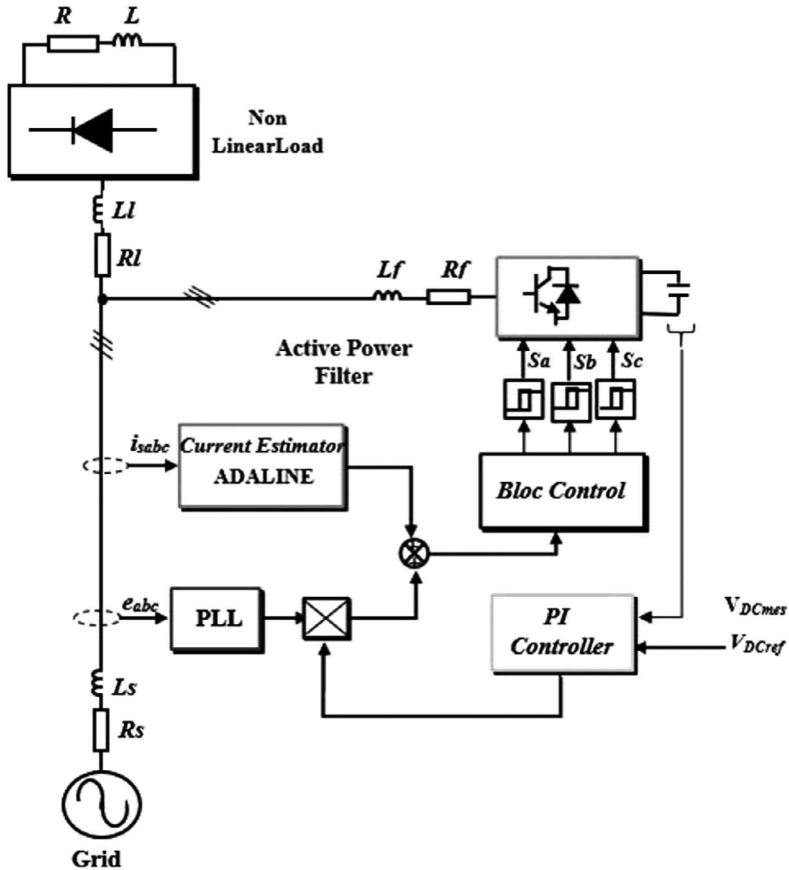 R L
Non
LinearLoad
Ll
Rl
Lf Rf
Active Power
Filter
Sa Sb Sc
isabc
Current Estimator
ADALINE
Bloc Control
eabc
PLL
PI
Controller
VDCmes
VDCref
Ls
Rs
Grid